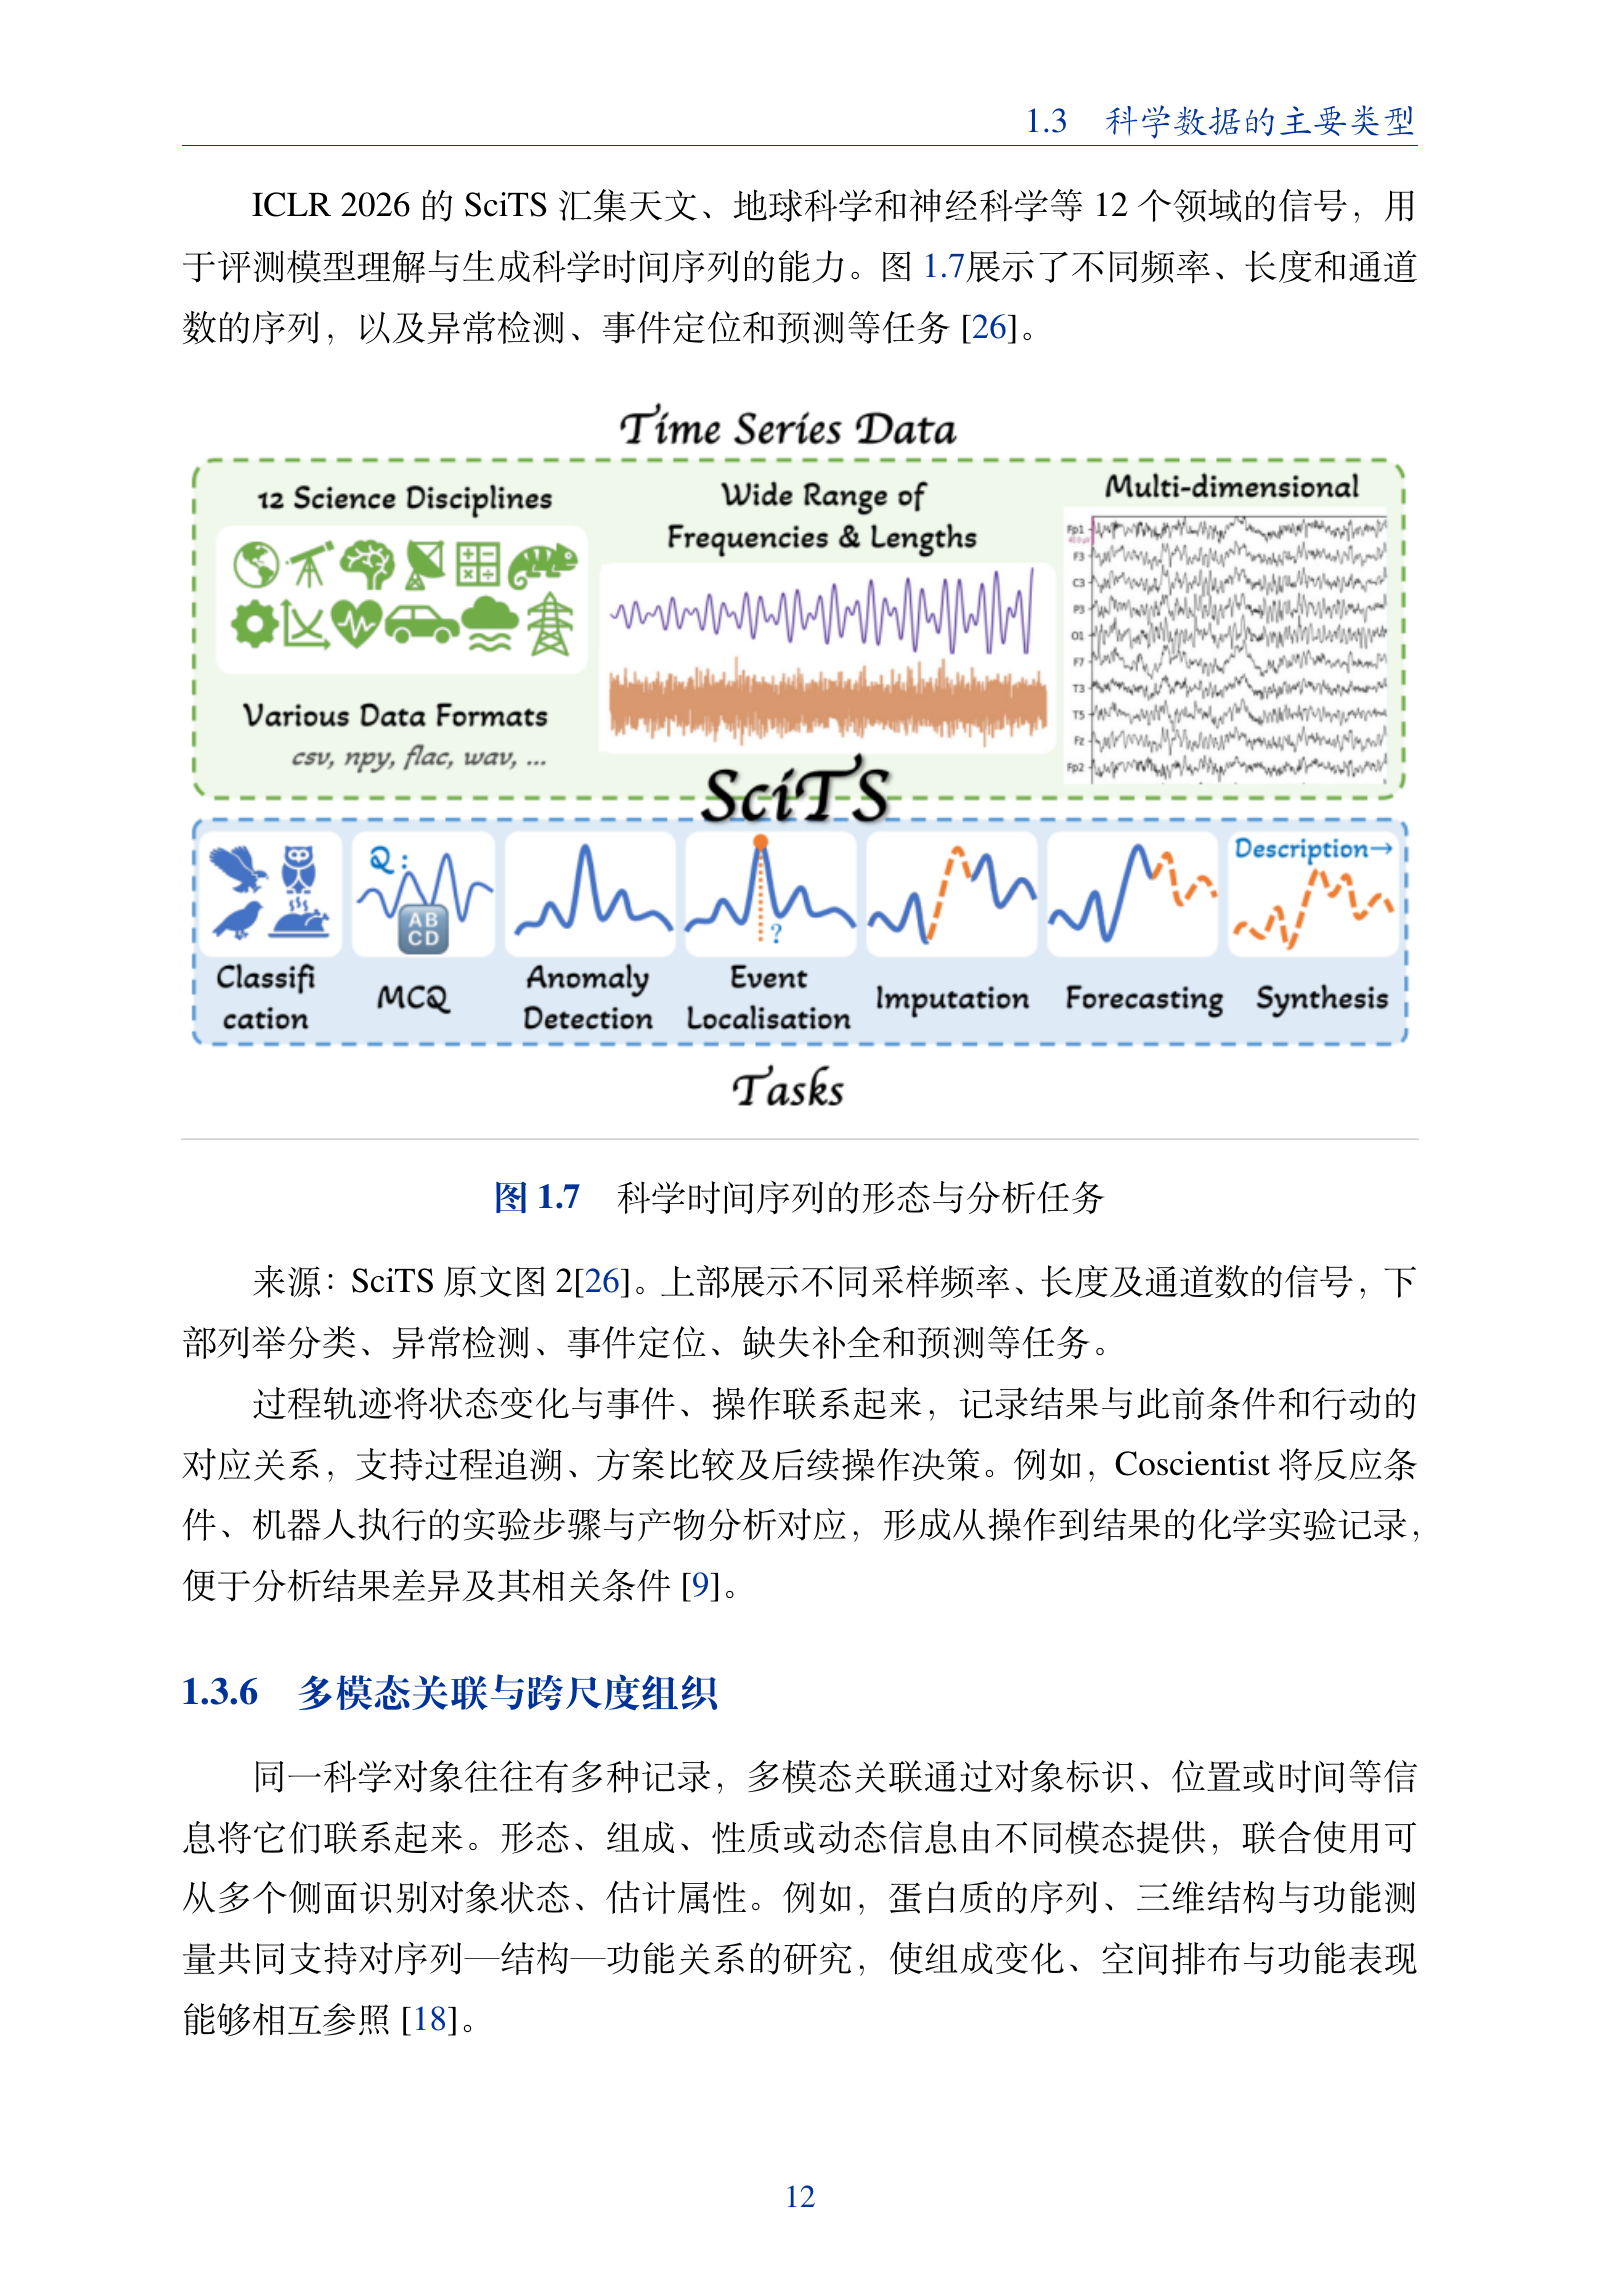 1.3 科学数据的主要类型
ICLR 2026 的 SciTS 汇集天文、地球科学和神经科学等 12 个领域的信号，用
于评测模型理解与生成科学时间序列的能力。图 1.7展示了不同频率、长度和通道
数的序列，以及异常检测、事件定位和预测等任务 [26]。
Time Series Data
12 Science Disciplines
Various Data Formats
csv, npy, flac, wav, ...
Wide Range of
Frequencies & Lengths
Multi-dimensional
Fp1
F3
C3
P3
O1
F7
T3
T5
Fz
Fp2
SciTS
Classifi
cation
Q:
AB
CD
MCQ
Anomaly
Detection
?
Event
Localisation
Imputation
Forecasting
Description→
Synthesis
Tasks
图 1.7 科学时间序列的形态与分析任务
来源：SciTS 原文图 2[26]。上部展示不同采样频率、长度及通道数的信号，下
部列举分类、异常检测、事件定位、缺失补全和预测等任务。
过程轨迹将状态变化与事件、操作联系起来，记录结果与此前条件和行动的
对应关系，支持过程追溯、方案比较及后续操作决策。例如，Coscientist 将反应条
件、机器人执行的实验步骤与产物分析对应，形成从操作到结果的化学实验记录，
便于分析结果差异及其相关条件 [9]。
1.3.6 多模态关联与跨尺度组织
同一科学对象往往有多种记录，多模态关联通过对象标识、位置或时间等信
息将它们联系起来。形态、组成、性质或动态信息由不同模态提供，联合使用可
从多个侧面识别对象状态、估计属性。例如，蛋白质的序列、三维结构与功能测
量共同支持对序列—结构—功能关系的研究，使组成变化、空间排布与功能表现
能够相互参照 [18]。
12